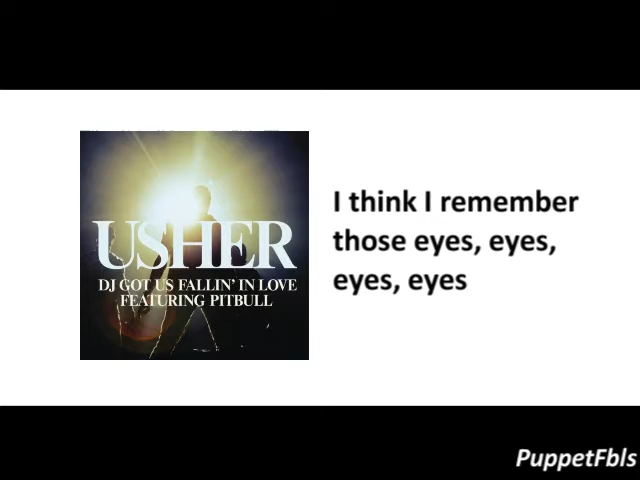 USHER
DJ GOT US FALLIN' IN LOVE
FEATURING PITBULL
I think I remember
those eyes, eyes,
eyes, eyes
PuppetFbls